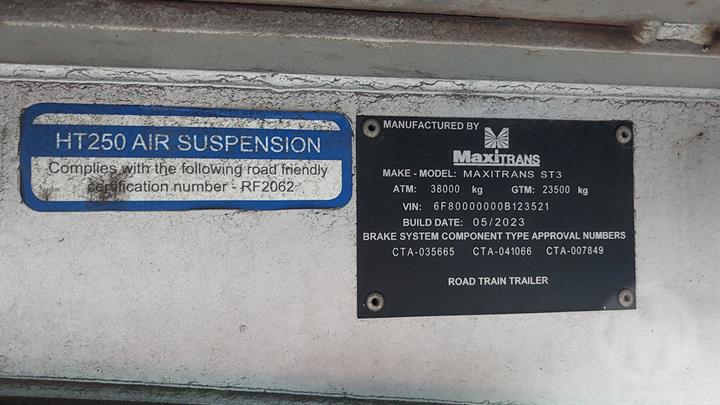 HT250 AIR SUSPENSION
Complies with the following road friendly
certification number - RF2062
MANUFACTURED BY
MAXITRANS
MAKE - MODEL: MAXITRANS ST3
ATM: 38000 kg GTM: 23500 kg
VIN: 6F80000000B123521
BUILD DATE: 05/2023
BRAKE SYSTEM COMPONENT TYPE APPROVAL NUMBERS
CTA-035665 CTA-041066 CTA-007849
ROAD TRAIN TRAILER